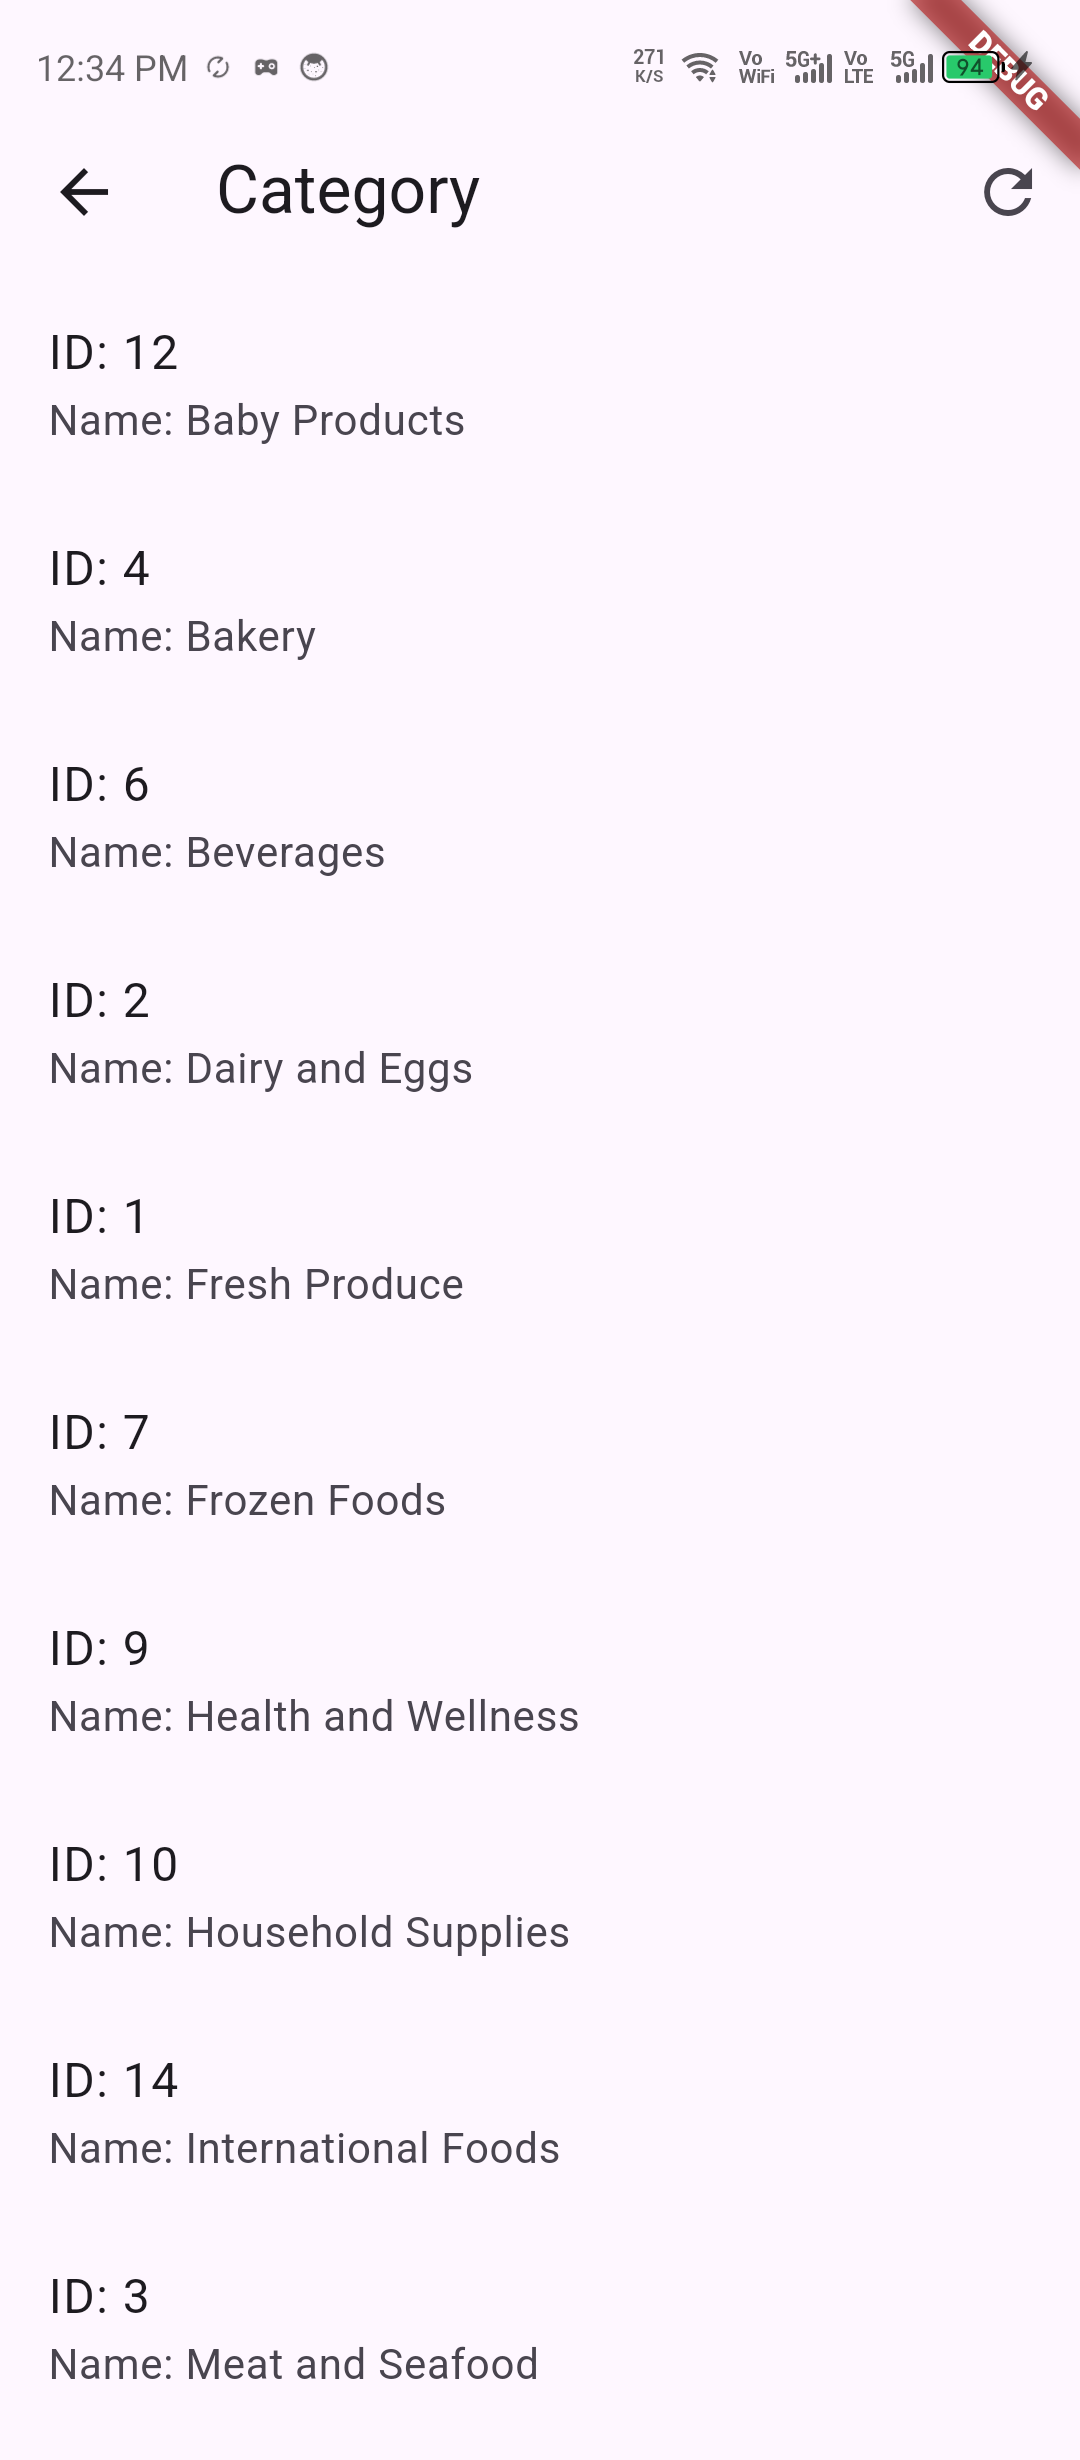 12:34 PM 271 K/S Vo WiFi 5G+ Vo LTE 5G 94
DEBUG
Category
ID: 12
Name: Baby Products
ID: 4
Name: Bakery
ID: 6
Name: Beverages
ID: 2
Name: Dairy and Eggs
ID: 1
Name: Fresh Produce
ID: 7
Name: Frozen Foods
ID: 9
Name: Health and Wellness
ID: 10
Name: Household Supplies
ID: 14
Name: International Foods
ID: 3
Name: Meat and Seafood